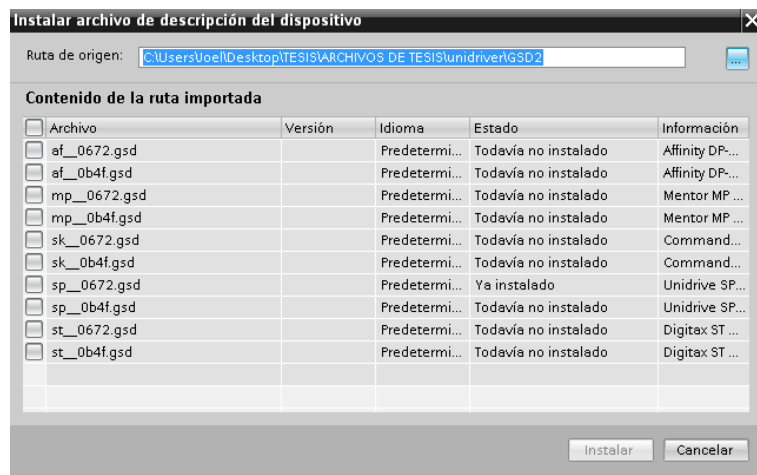 Instalar archivo de descripción del dispositivo
Ruta de origen: C:\Users\Joel\Desktop\TESIS\ARCHIVOS DE TESIS\unidriver\GSD2 ...
Contenido de la ruta importada
Archivo Versión Idioma Estado Información
af__0672.gsd Predetermi... Todavía no instalado Affinity DP-...
af__0b4f.gsd Predetermi... Todavía no instalado Affinity DP-...
mp__0672.gsd Predetermi... Todavía no instalado Mentor MP ...
mp__0b4f.gsd Predetermi... Todavía no instalado Mentor MP ...
sk__0672.gsd Predetermi... Todavía no instalado Command...
sk__0b4f.gsd Predetermi... Todavía no instalado Command...
sp__0672.gsd Predetermi... Ya instalado Unidrive SP...
sp__0b4f.gsd Predetermi... Todavía no instalado Unidrive SP...
st__0672.gsd Predetermi... Todavía no instalado Digitax ST ...
st__0b4f.gsd Predetermi... Todavía no instalado Digitax ST ...
Instalar Cancelar